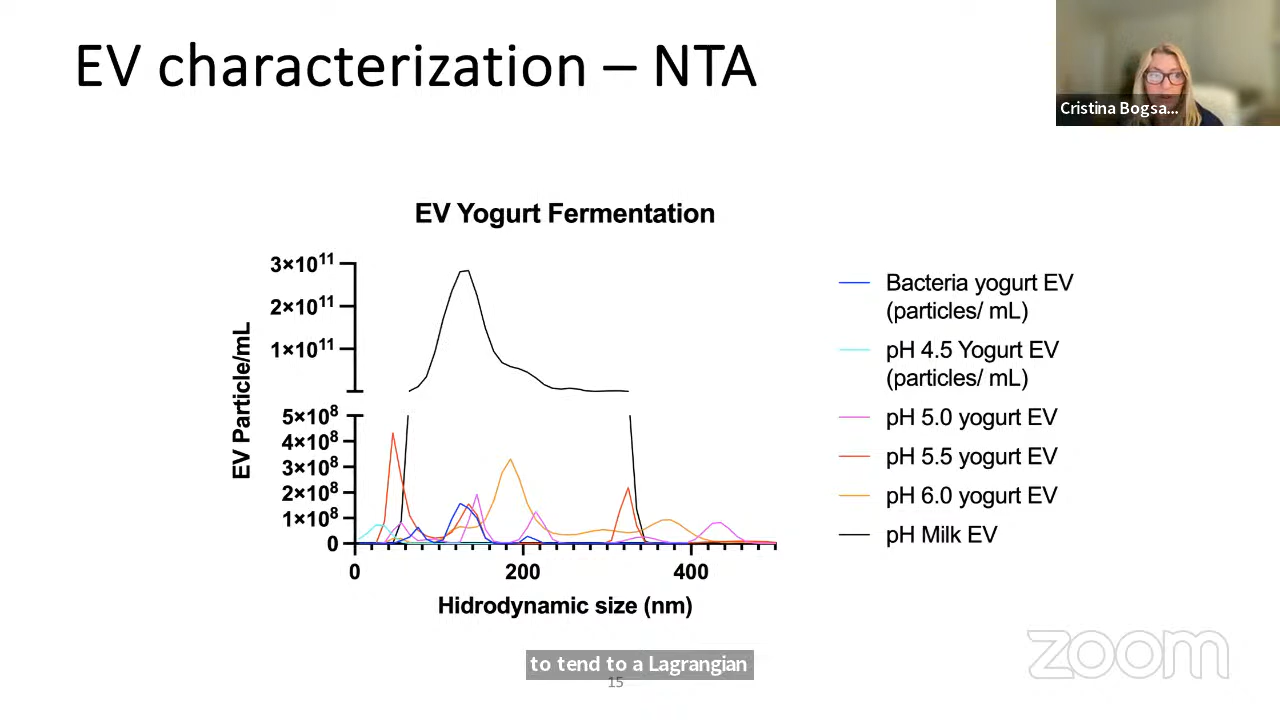 EV characterization – NTA
Cristina Bogsa...
EV Yogurt Fermentation
3×10¹¹
2×10¹¹
1×10¹¹
5×10⁸
4×10⁸
3×10⁸
2×10⁸
1×10⁸
0
EV Particle/mL
0 200 400
Hidrodynamic size (nm)
Bacteria yogurt EV
(particles/ mL)
pH 4.5 Yogurt EV
(particles/ mL)
pH 5.0 yogurt EV
pH 5.5 yogurt EV
pH 6.0 yogurt EV
pH Milk EV
to tend to a Lagrangian
15
zoom